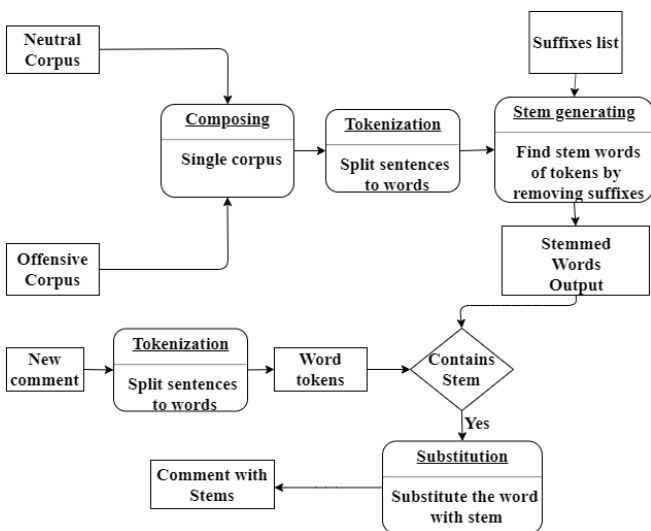 Neutral
Corpus
Suffixes list
Composing
Single corpus
Tokenization
Split sentences
to words
Stem generating
Find stem words
of tokens by
removing suffixes
Offensive
Corpus
Stemmed
Words
Output
New
comment
Tokenization
Split sentences
to words
Word
tokens
Contains
Stem
Yes
Substitution
Substitute the word
with stem
Comment with
Stems